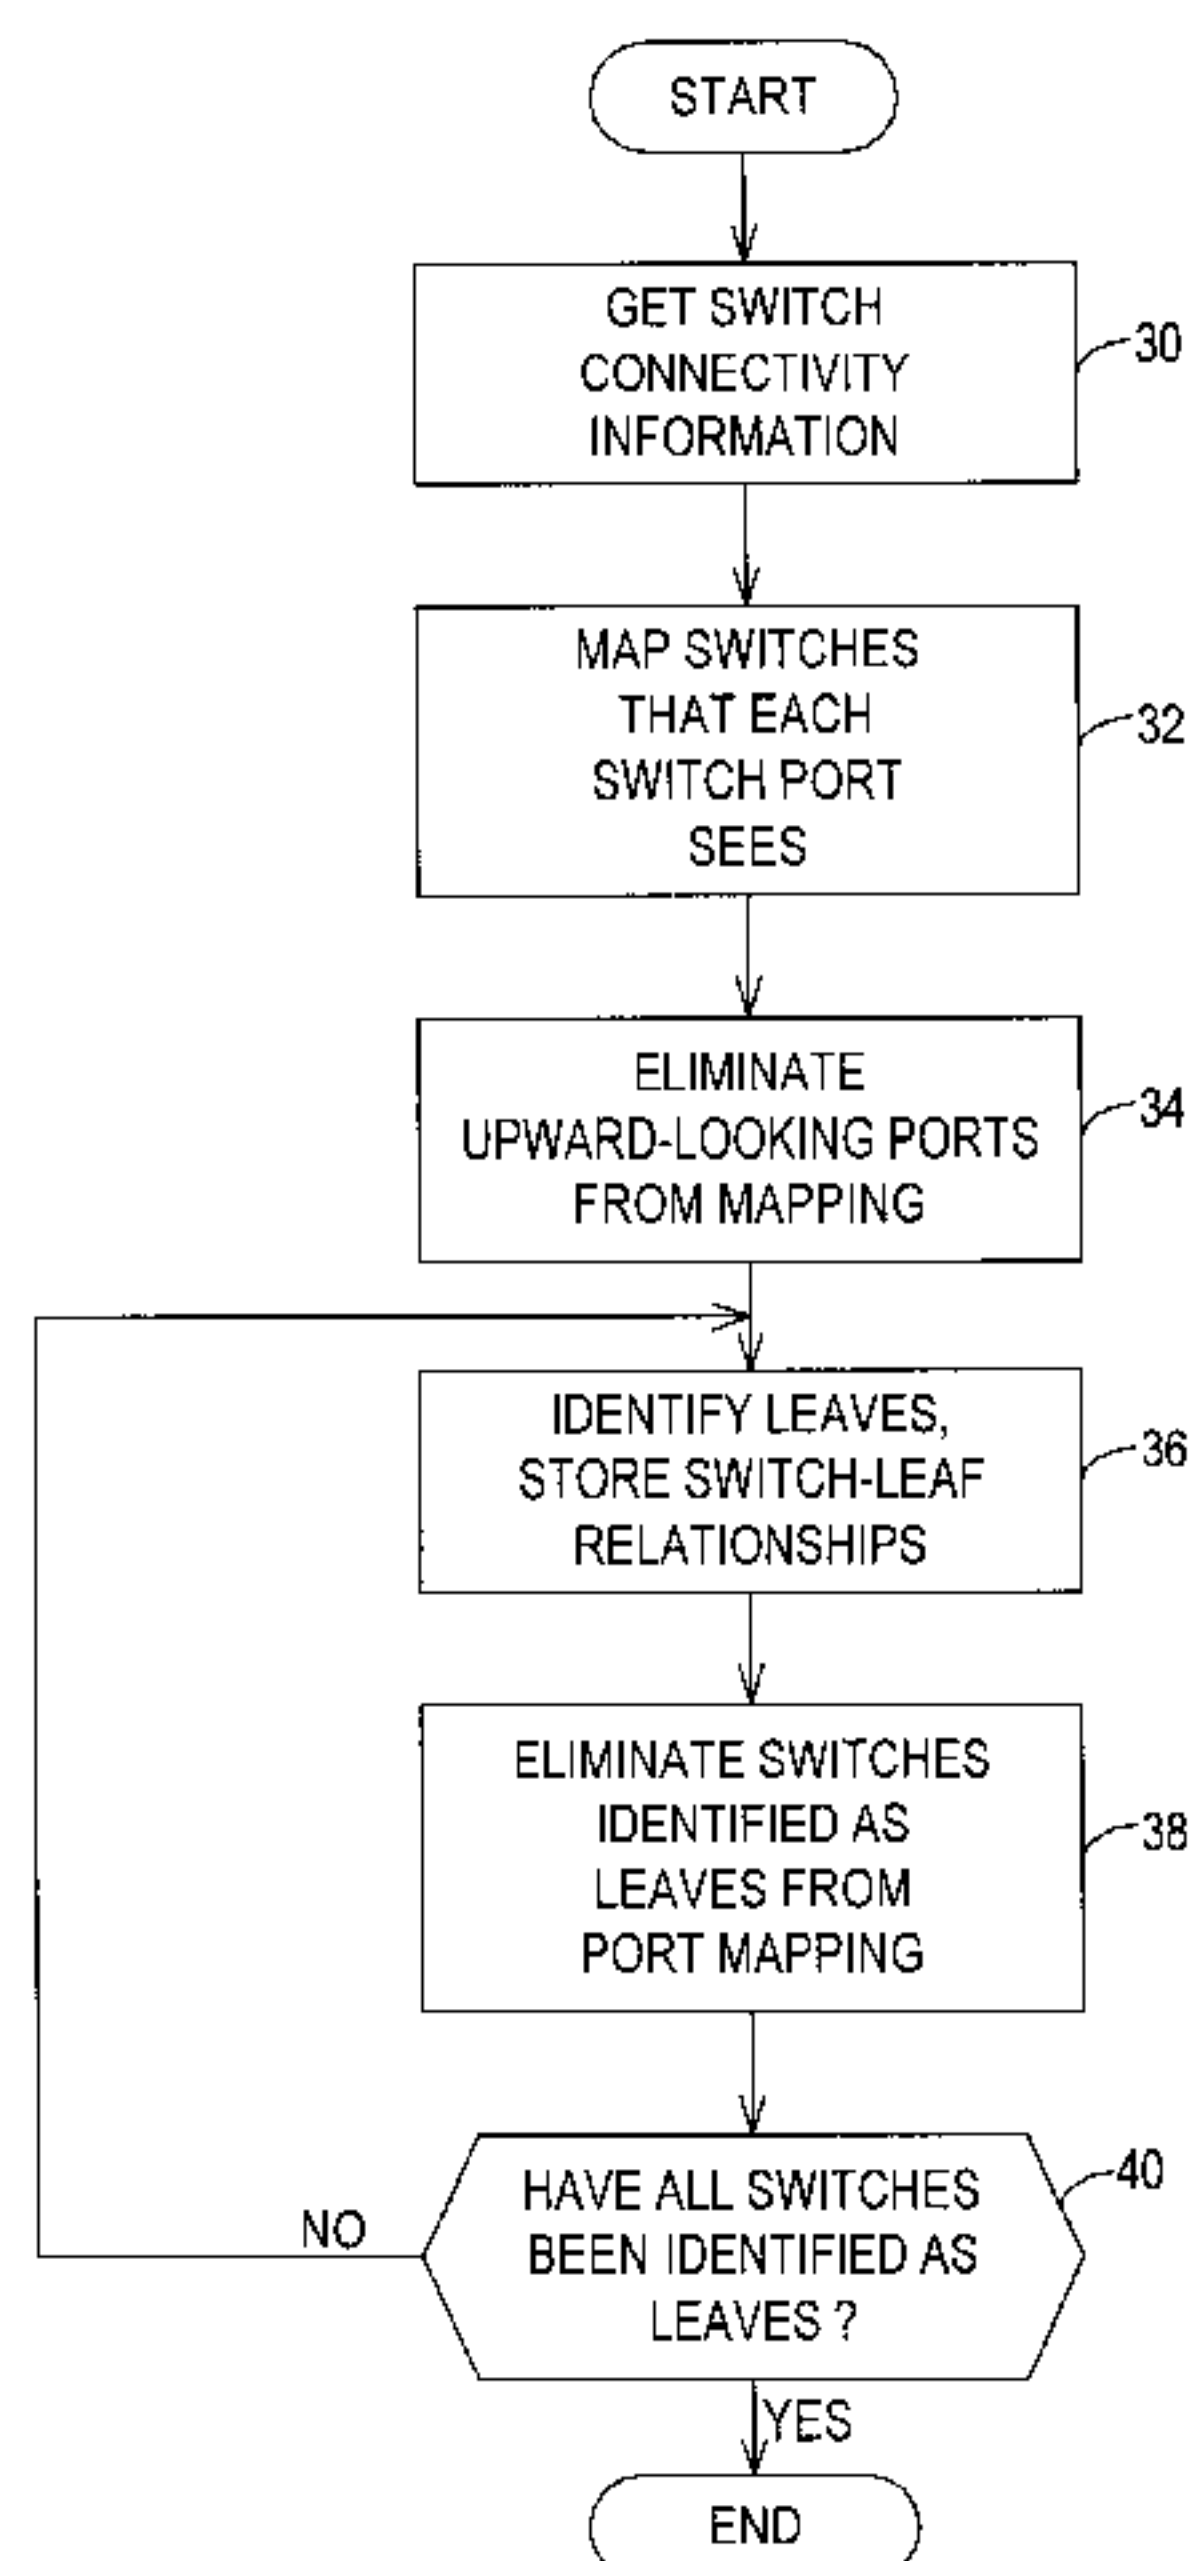 START
GET SWITCH
CONNECTIVITY
INFORMATION
30
MAP SWITCHES
THAT EACH
SWITCH PORT
SEES
32
ELIMINATE
UPWARD-LOOKING PORTS
FROM MAPPING
34
IDENTIFY LEAVES,
STORE SWITCH-LEAF
RELATIONSHIPS
36
ELIMINATE SWITCHES
IDENTIFIED AS
LEAVES FROM
PORT MAPPING
38
HAVE ALL SWITCHES
BEEN IDENTIFIED AS
LEAVES ?
40
NO
YES
END